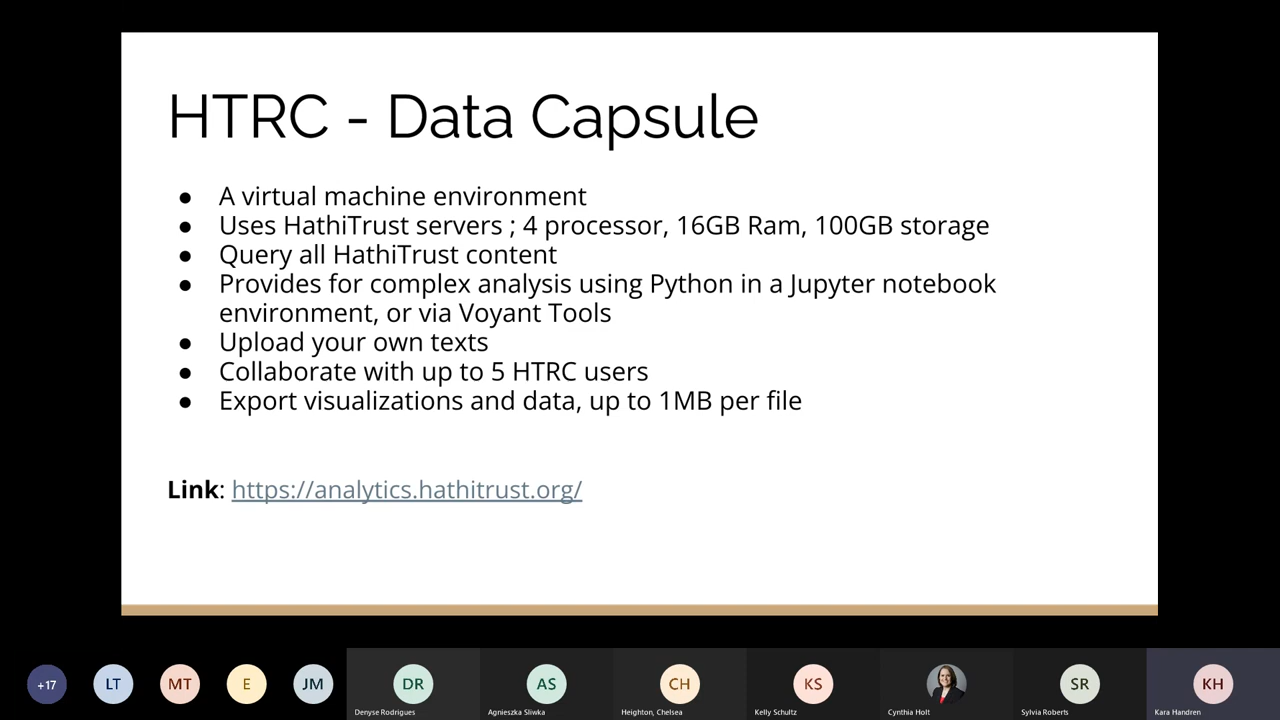 HTRC - Data Capsule
● A virtual machine environment
● Uses HathiTrust servers ; 4 processor, 16GB Ram, 100GB storage
● Query all HathiTrust content
● Provides for complex analysis using Python in a Jupyter notebook
environment, or via Voyant Tools
● Upload your own texts
● Collaborate with up to 5 HTRC users
● Export visualizations and data, up to 1MB per file
Link: https://analytics.hathitrust.org/
+17 LT MT E JM DR AS CH KS SR KH
Denyse Rodrigues Agnieszka Sliwka Heighton, Chelsea Kelly Schultz Cynthia Holt Sylvia Roberts Kara Handren